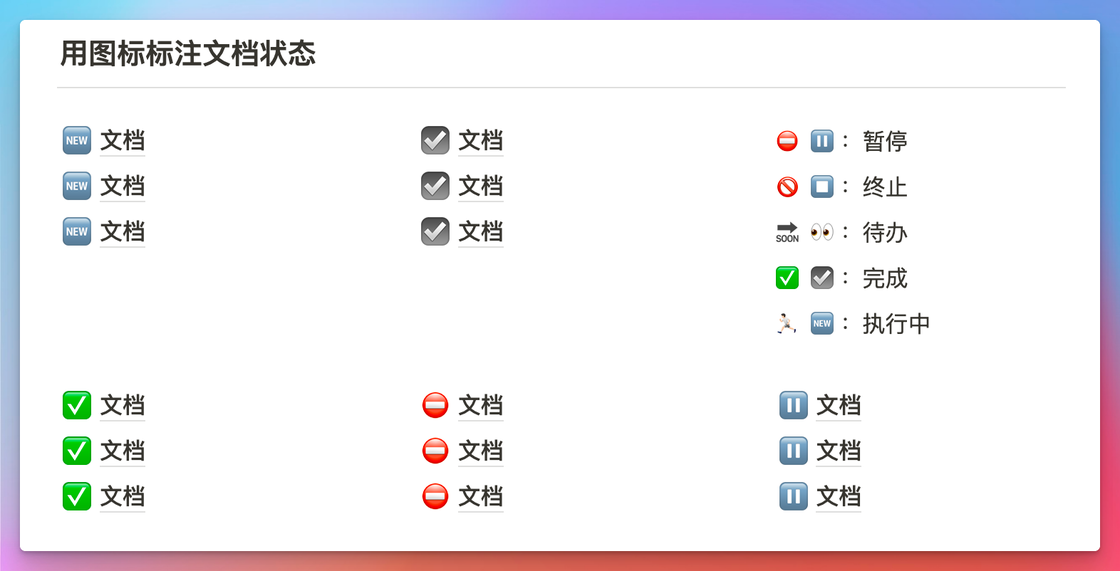 用图标标注文档状态
🆕 文档
🆕 文档
🆕 文档
☑️ 文档
☑️ 文档
☑️ 文档
⛔ ⏸️ ： 暂停
🚫 ⏹️ ： 终止
🔜 👀 ： 待办
✅ ☑️ ： 完成
🏃🏻 🆕 ： 执行中
✅ 文档
✅ 文档
✅ 文档
⛔ 文档
⛔ 文档
⛔ 文档
⏸️ 文档
⏸️ 文档
⏸️ 文档